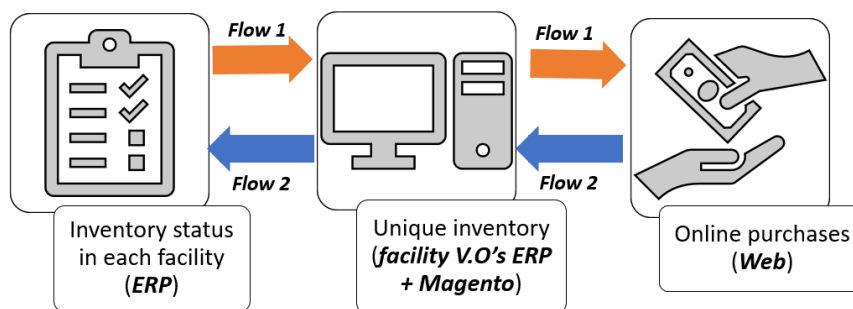 Flow 1
Flow 1
Flow 2
Flow 2
Inventory status
in each facility
(ERP)
Unique inventory
(facility V.O's ERP
+ Magento)
Online purchases
(Web)